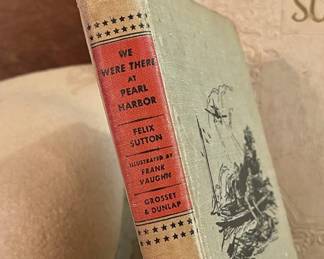 WE
WERE THERE
AT
PEARL
HARBOR
FELIX
SUTTON
ILLUSTRATED BY
FRANK
VAUGHN
GROSSET
& DUNLAP